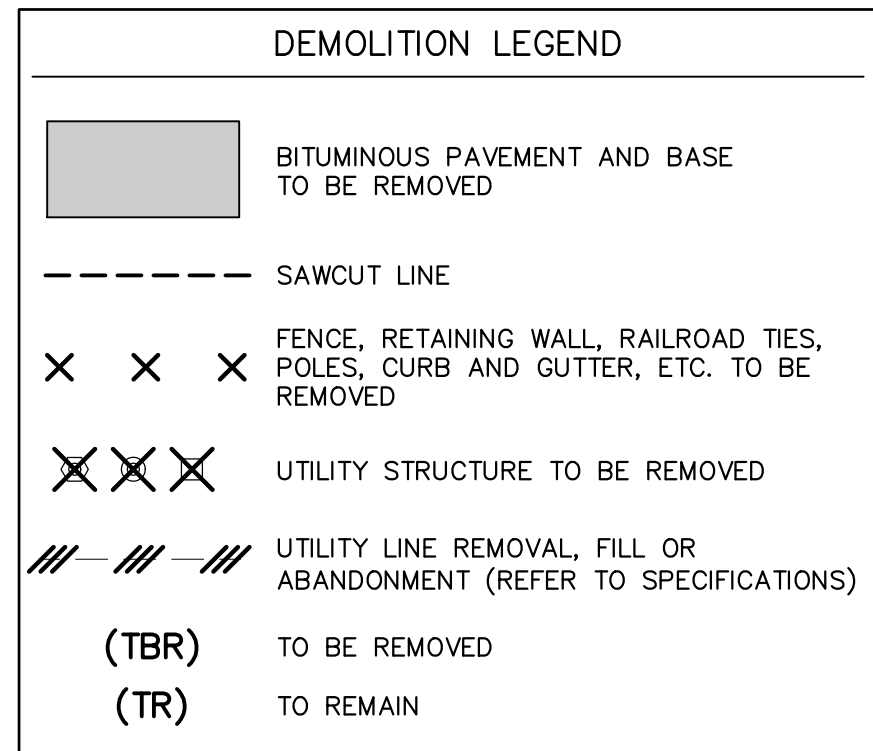 DEMOLITION LEGEND
BITUMINOUS PAVEMENT AND BASE
TO BE REMOVED
SAWCUT LINE
FENCE, RETAINING WALL, RAILROAD TIES,
POLES, CURB AND GUTTER, ETC. TO BE
REMOVED
UTILITY STRUCTURE TO BE REMOVED
UTILITY LINE REMOVAL, FILL OR
ABANDONMENT (REFER TO SPECIFICATIONS)
(TBR) TO BE REMOVED
(TR) TO REMAIN